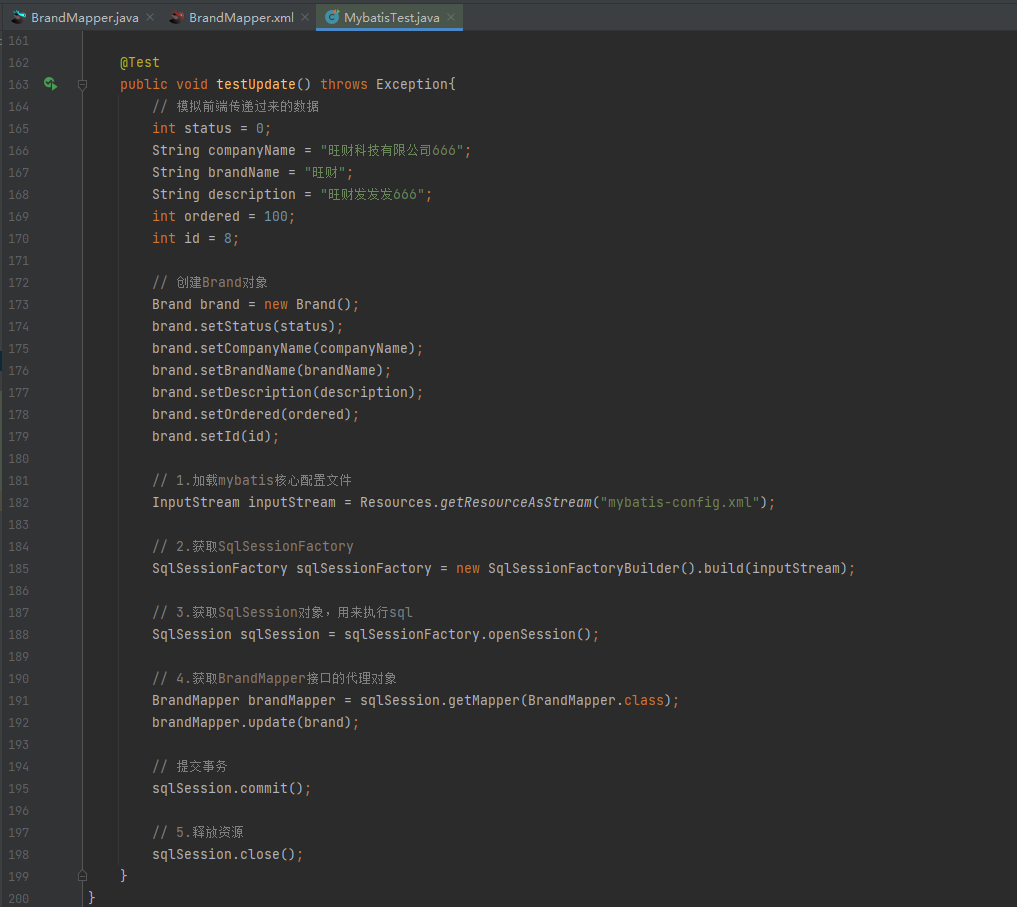 BrandMapper.java BrandMapper.xml MybatisTest.java
161
162 @Test
163 public void testUpdate() throws Exception{
164 // 模拟前端传递过来的数据
165 int status = 0;
166 String companyName = "旺财科技有限公司666";
167 String brandName = "旺财";
168 String description = "旺财发发发666";
169 int ordered = 100;
170 int id = 8;
171
172 // 创建Brand对象
173 Brand brand = new Brand();
174 brand.setStatus(status);
175 brand.setCompanyName(companyName);
176 brand.setBrandName(brandName);
177 brand.setDescription(description);
178 brand.setOrdered(ordered);
179 brand.setId(id);
180
181 // 1.加载mybatis核心配置文件
182 InputStream inputStream = Resources.getResourceAsStream("mybatis-config.xml");
183
184 // 2.获取SqlSessionFactory
185 SqlSessionFactory sqlSessionFactory = new SqlSessionFactoryBuilder().build(inputStream);
186
187 // 3.获取SqlSession对象，用来执行sql
188 SqlSession sqlSession = sqlSessionFactory.openSession();
189
190 // 4.获取BrandMapper接口的代理对象
191 BrandMapper brandMapper = sqlSession.getMapper(BrandMapper.class);
192 brandMapper.update(brand);
193
194 // 提交事务
195 sqlSession.commit();
196
197 // 5.释放资源
198 sqlSession.close();
199 }
200 }